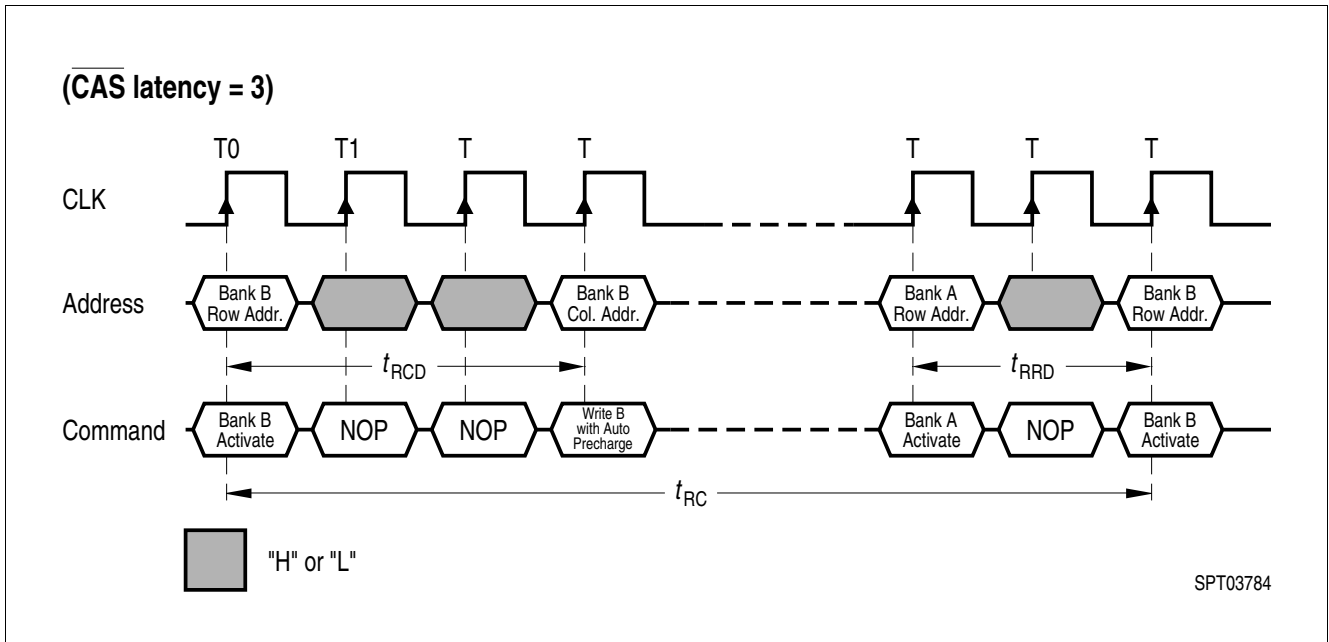 (CAS latency = 3)
T0 T1 T T T T T
CLK
Address
Bank B
Row Addr.
Bank B
Col. Addr.
Bank A
Row Addr.
Bank B
Row Addr.
tRCD
tRRD
Command
Bank B
Activate
NOP
NOP
Write B
with Auto
Precharge
Bank A
Activate
NOP
Bank B
Activate
tRC
"H" or "L"
SPT03784